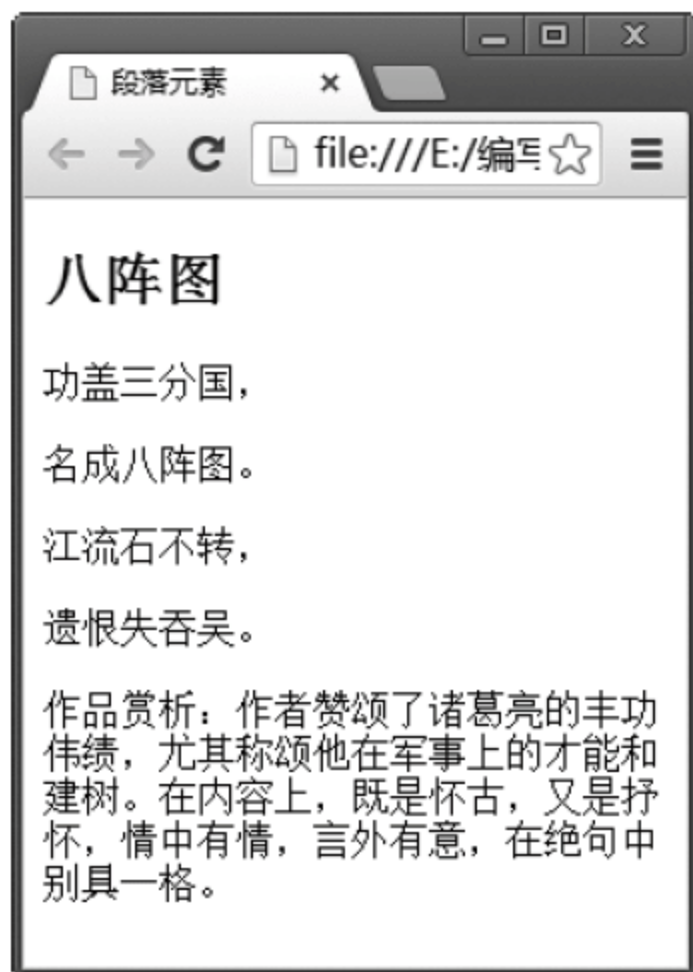 段落元素
file:///E:/编写
八阵图
功盖三分国，
名成八阵图。
江流石不转，
遗恨失吞吴。
作品赏析：作者赞颂了诸葛亮的丰功
伟绩，尤其称颂他在军事上的才能和
建树。在内容上，既是怀古，又是抒
怀，情中有情，言外有意，在绝句中
别具一格。